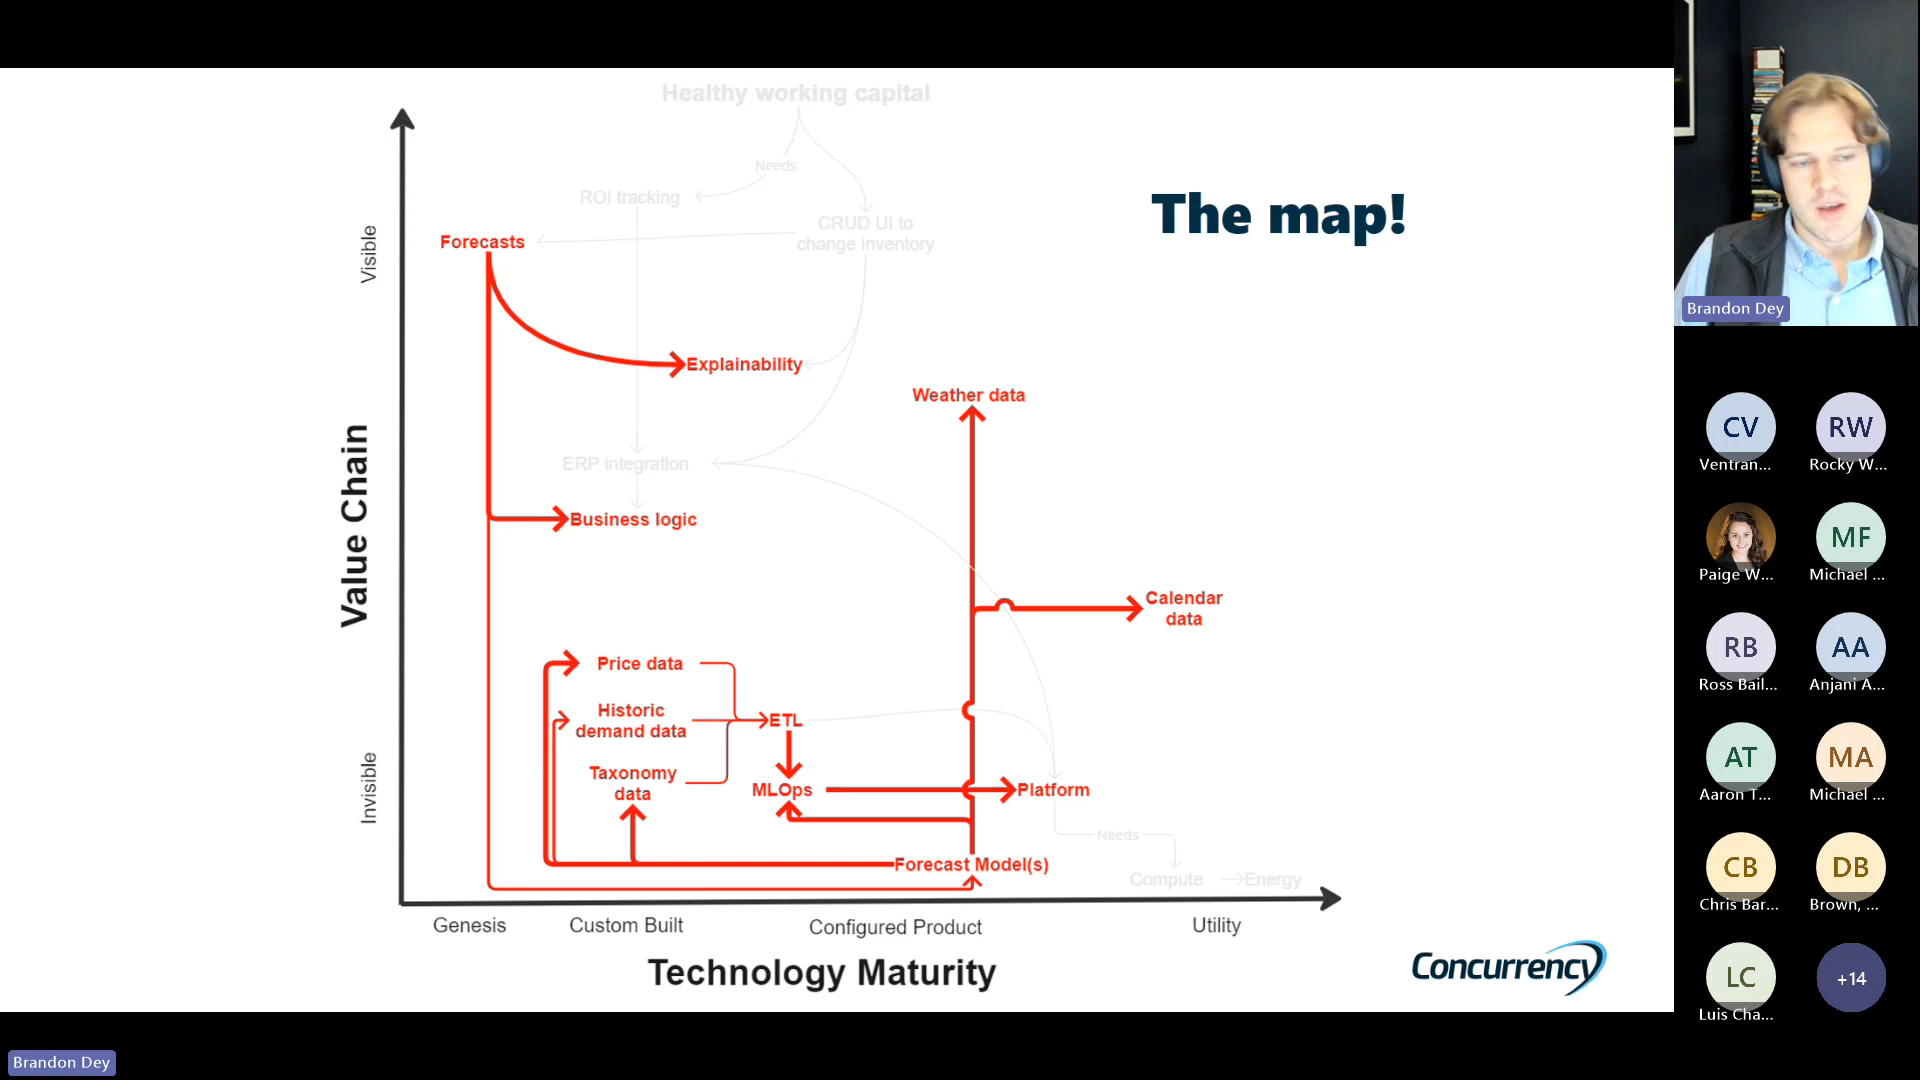 Healthy working capital
Needs
ROI tracking
CRUD UI to
change inventory
The map!
Visible
Forecasts
Explainability
Weather data
Value Chain
ERP integration
Business logic
Calendar
data
Price data
Historic
demand data
ETL
Taxonomy
data
Invisible
MLOps
Platform
Needs
Forecast Model(s)
Compute
Energy
Genesis
Custom Built
Configured Product
Utility
Technology Maturity
Concurrency
Brandon Dey
CV
Ventran...
RW
Rocky W...
Paige W...
MF
Michael ...
RB
Ross Bail...
AA
Anjani A...
AT
Aaron T...
MA
Michael ...
CB
Chris Bar...
DB
Brown, ...
LC
Luis Cha...
+14
Brandon Dey